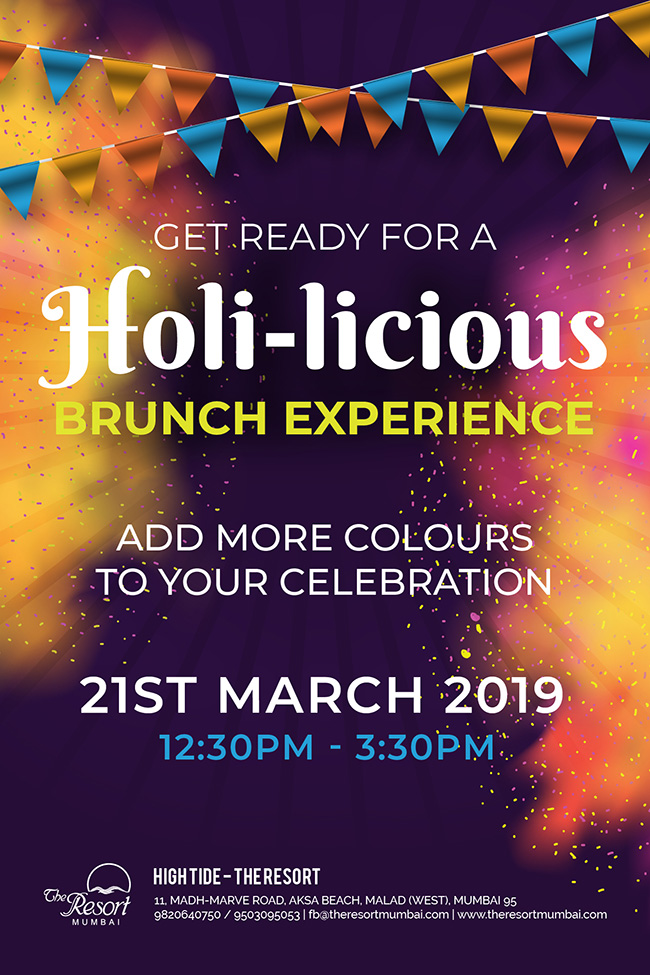 GET READY FOR A
Holi-licious
BRUNCH EXPERIENCE
ADD MORE COLOURS
TO YOUR CELEBRATION
21ST MARCH 2019
12:30PM - 3:30PM
The Resort
MUMBAI
HIGH TIDE – THE RESORT
11, MADH-MARVE ROAD, AKSA BEACH, MALAD (WEST), MUMBAI 95
9820640750 / 9503095053 | fb@theresortmumbai.com | www.theresortmumbai.com